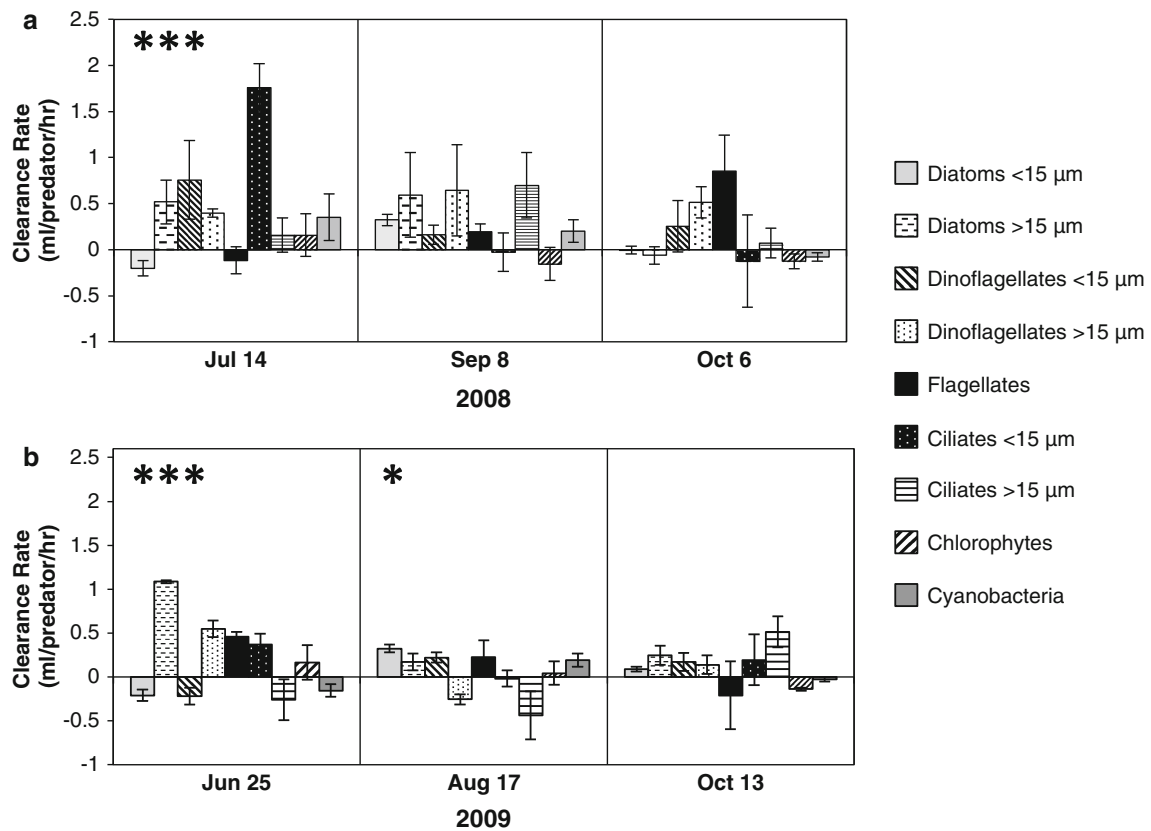 a
***
Clearance Rate
(ml/predator/hr)
2.5
2
1.5
1
0.5
0
-0.5
-1
Jul 14 Sep 8 Oct 6
2008
b
*** *
Clearance Rate
(ml/predator/hr)
2.5
2
1.5
1
0.5
0
-0.5
-1
Jun 25 Aug 17 Oct 13
2009
Diatoms <15 µm
Diatoms >15 µm
Dinoflagellates <15 µm
Dinoflagellates >15 µm
Flagellates
Ciliates <15 µm
Ciliates >15 µm
Chlorophytes
Cyanobacteria